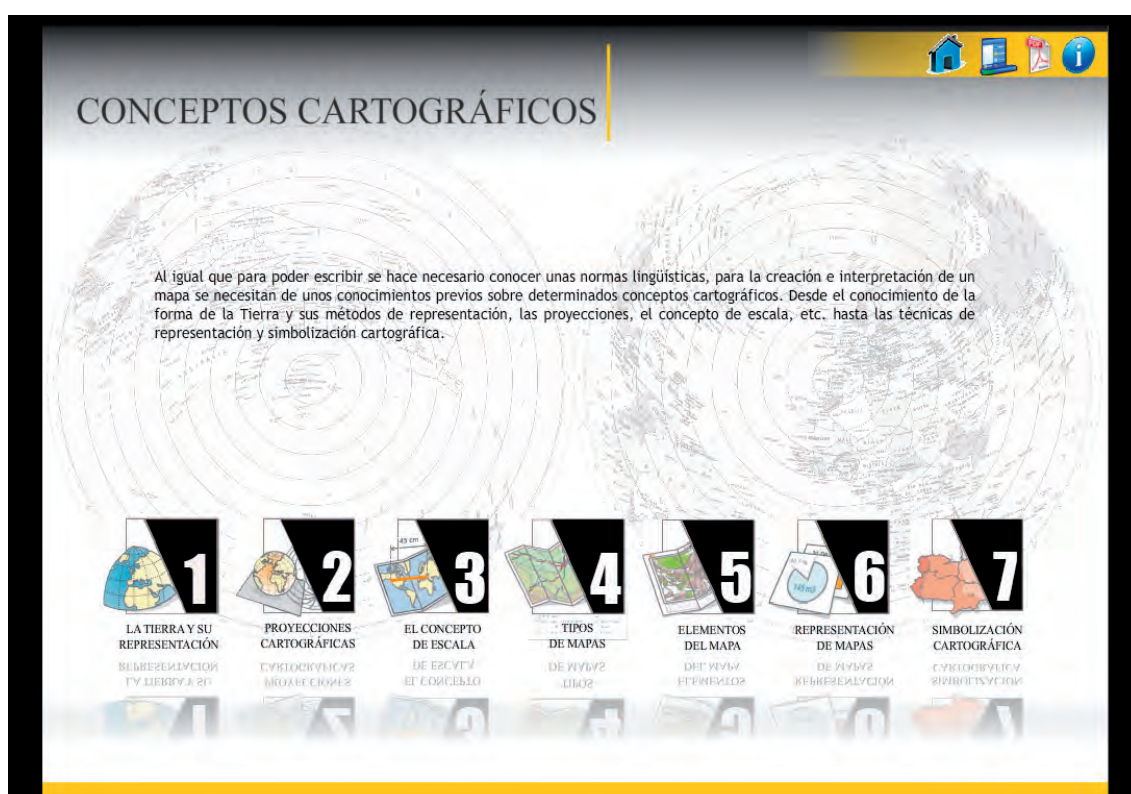 PDF
i
CONCEPTOS CARTOGRÁFICOS
Al igual que para poder escribir se hace necesario conocer unas normas lingüísticas, para la creación e interpretación de un
mapa se necesitan de unos conocimientos previos sobre determinados conceptos cartográficos. Desde el conocimiento de la
forma de la Tierra y sus métodos de representación, las proyecciones, el concepto de escala, etc. hasta las técnicas de
representación y simbolización cartográfica.
1
2
45 cm
3
4
5
6
7
LA TIERRA Y SU
REPRESENTACIÓN
PROYECCIONES
CARTOGRÁFICAS
EL CONCEPTO
DE ESCALA
TIPOS
DE MAPAS
ELEMENTOS
DEL MAPA
REPRESENTACIÓN
DE MAPAS
SIMBOLIZACIÓN
CARTOGRÁFICA